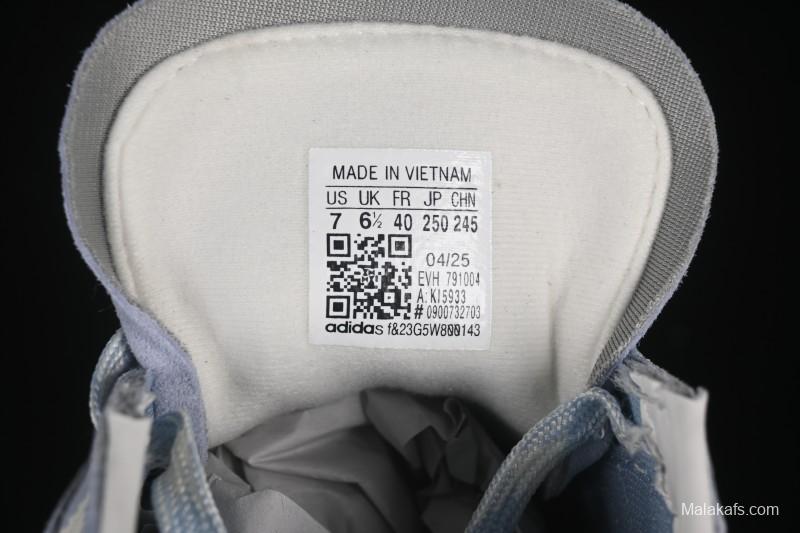 MADE IN VIETNAM
US UK FR JP CHN
7 6½ 40 250 245
04/25
EVH 791004
A: KI5933
# 0900732703
adidas f&23G5W800143
Malakafs.com